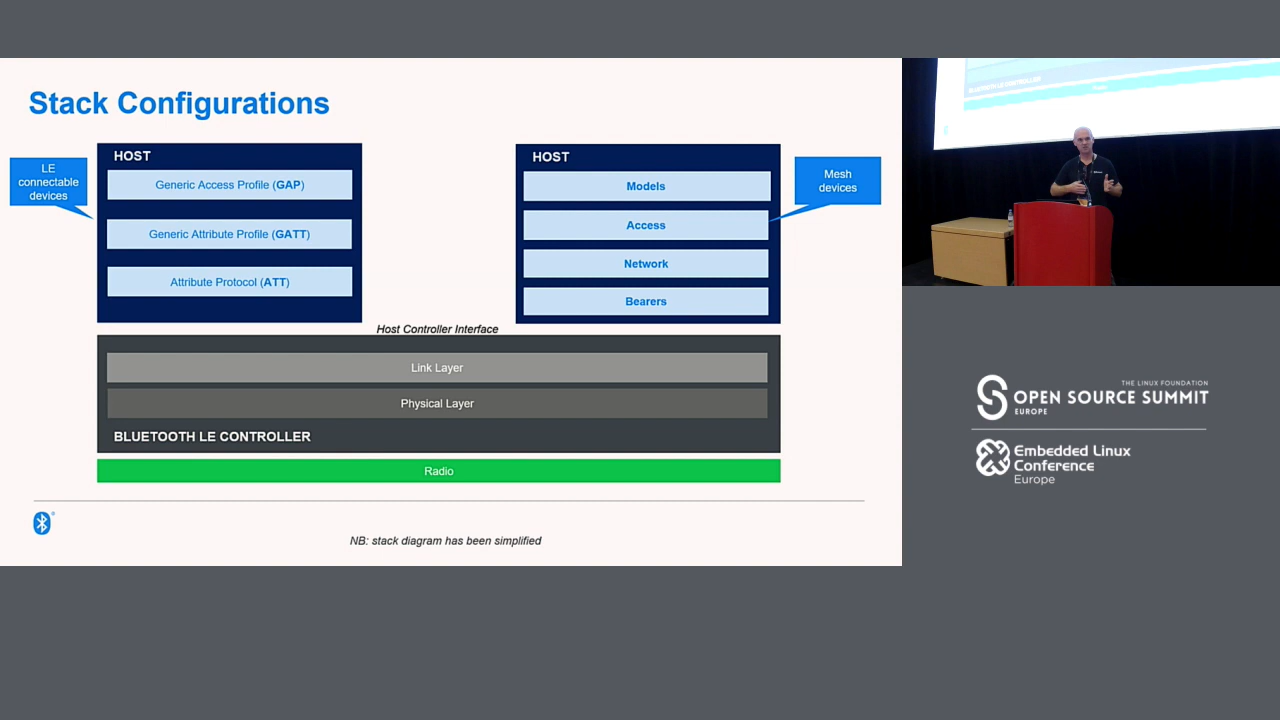 Stack Configurations
LE
connectable
devices
HOST
Generic Access Profile (GAP)
Generic Attribute Profile (GATT)
Attribute Protocol (ATT)
HOST
Models
Access
Network
Bearers
Mesh
devices
Host Controller Interface
Link Layer
Physical Layer
BLUETOOTH LE CONTROLLER
Radio
NB: stack diagram has been simplified
THE LINUX FOUNDATION
OPEN SOURCE SUMMIT
EUROPE
Embedded Linux
Conference
Europe